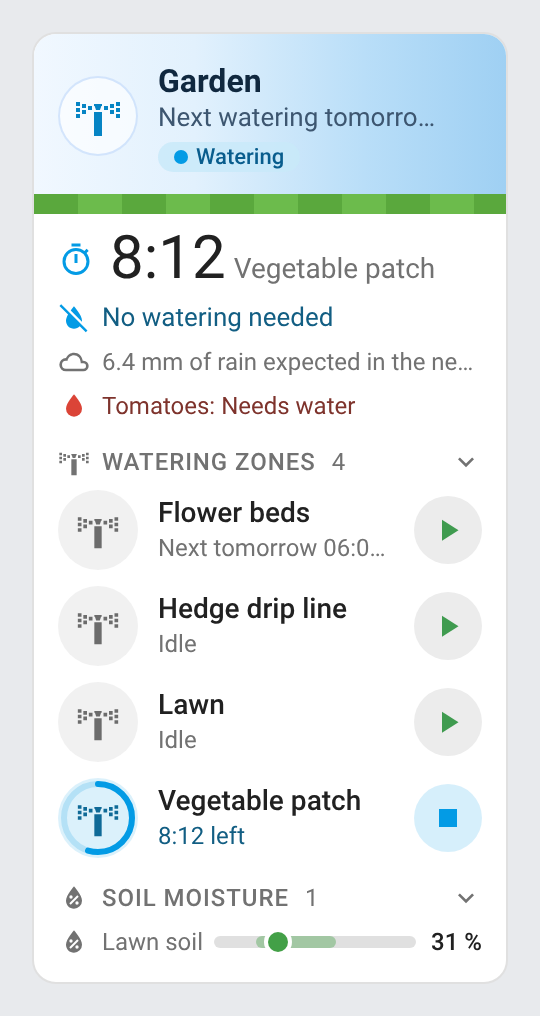 Garden
Next watering tomorro…
Watering
8:12 Vegetable patch
No watering needed
6.4 mm of rain expected in the ne…
Tomatoes: Needs water
WATERING ZONES 4
Flower beds
Next tomorrow 06:0…
Hedge drip line
Idle
Lawn
Idle
Vegetable patch
8:12 left
SOIL MOISTURE 1
Lawn soil 31 %